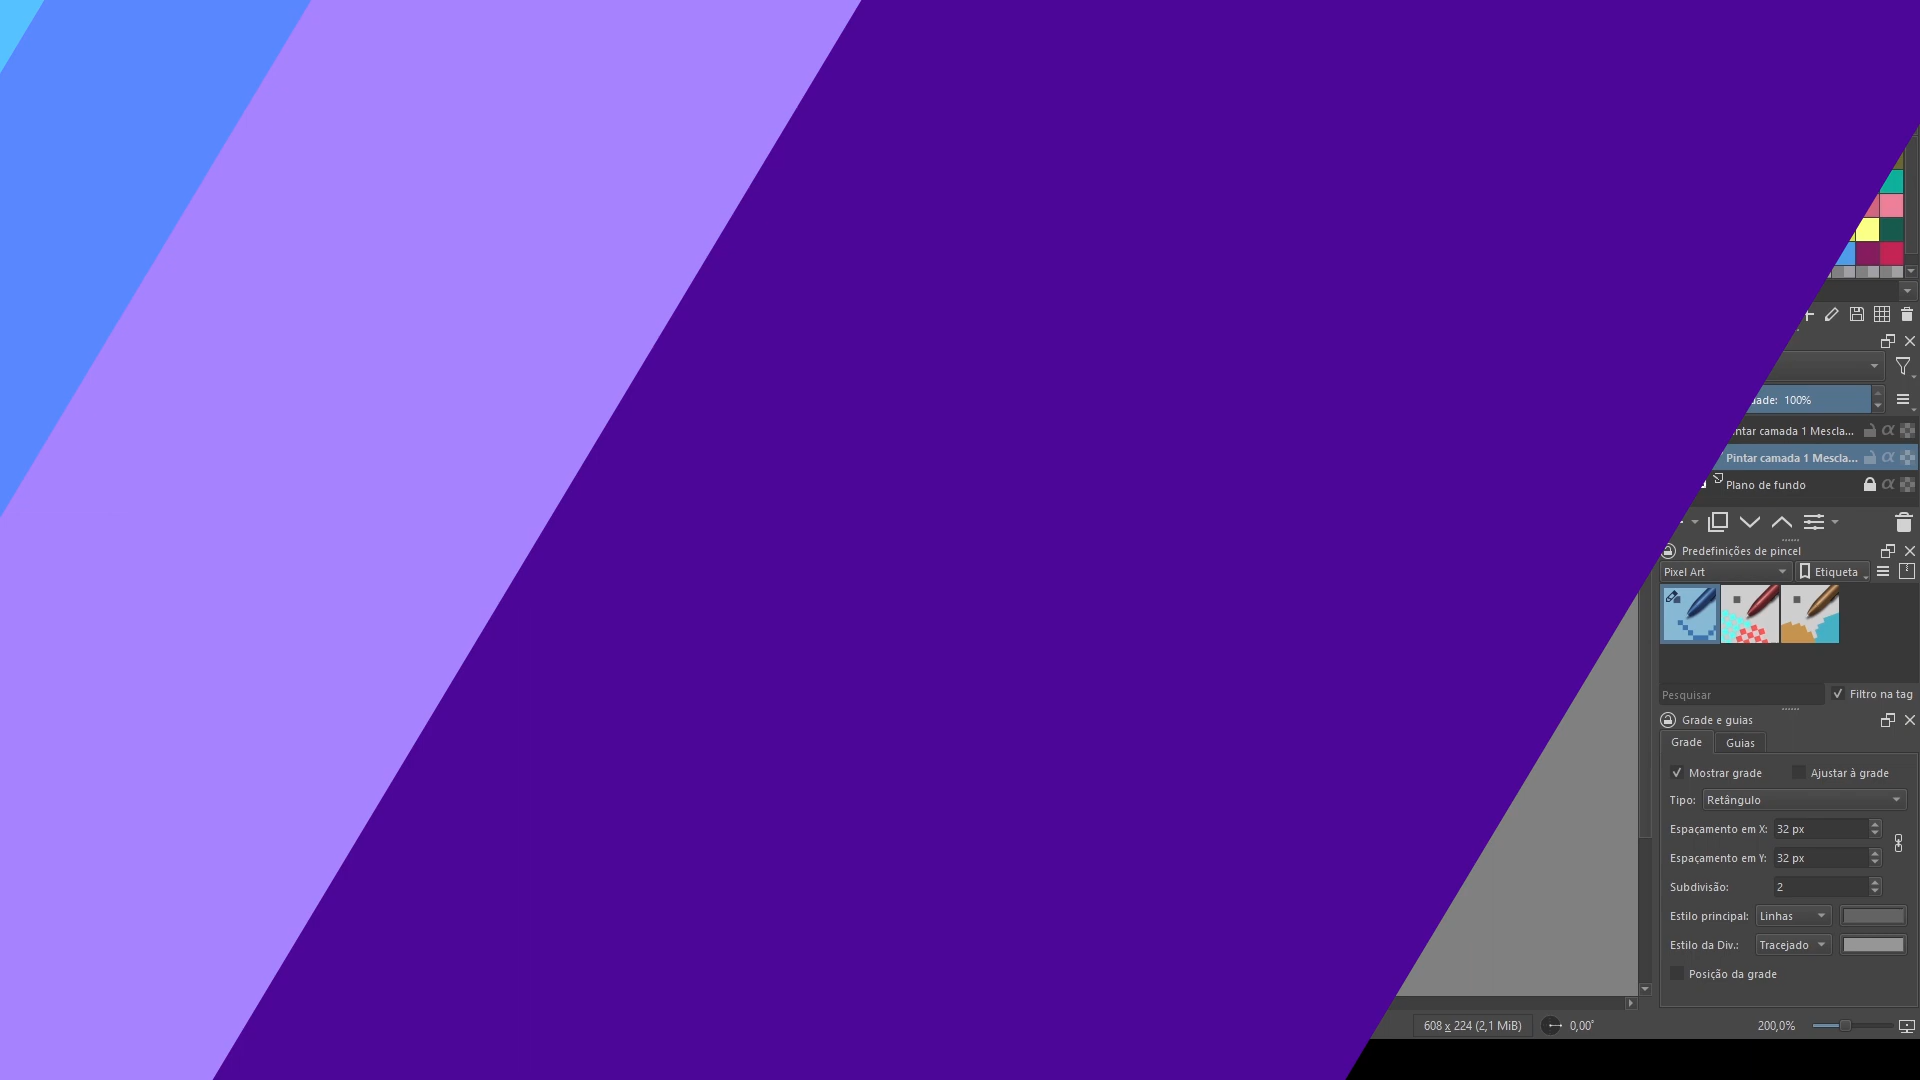 100%
ntar camada 1 Mescla...
Pintar camada 1 Mescla...
Plano de fundo
Predefinições de pincel
Pixel Art
Etiqueta
Pesquisar
Filtro na tag
Grade e guias
Grade Guias
Mostrar grade Ajustar à grade
Tipo: Retângulo
Espaçamento em X: 32 px
Espaçamento em Y: 32 px
Subdivisão: 2
Estilo principal: Linhas
Estilo da Div.: Tracejado
Posição da grade
608 x 224 (2,1 MiB) 0,00° 200,0%